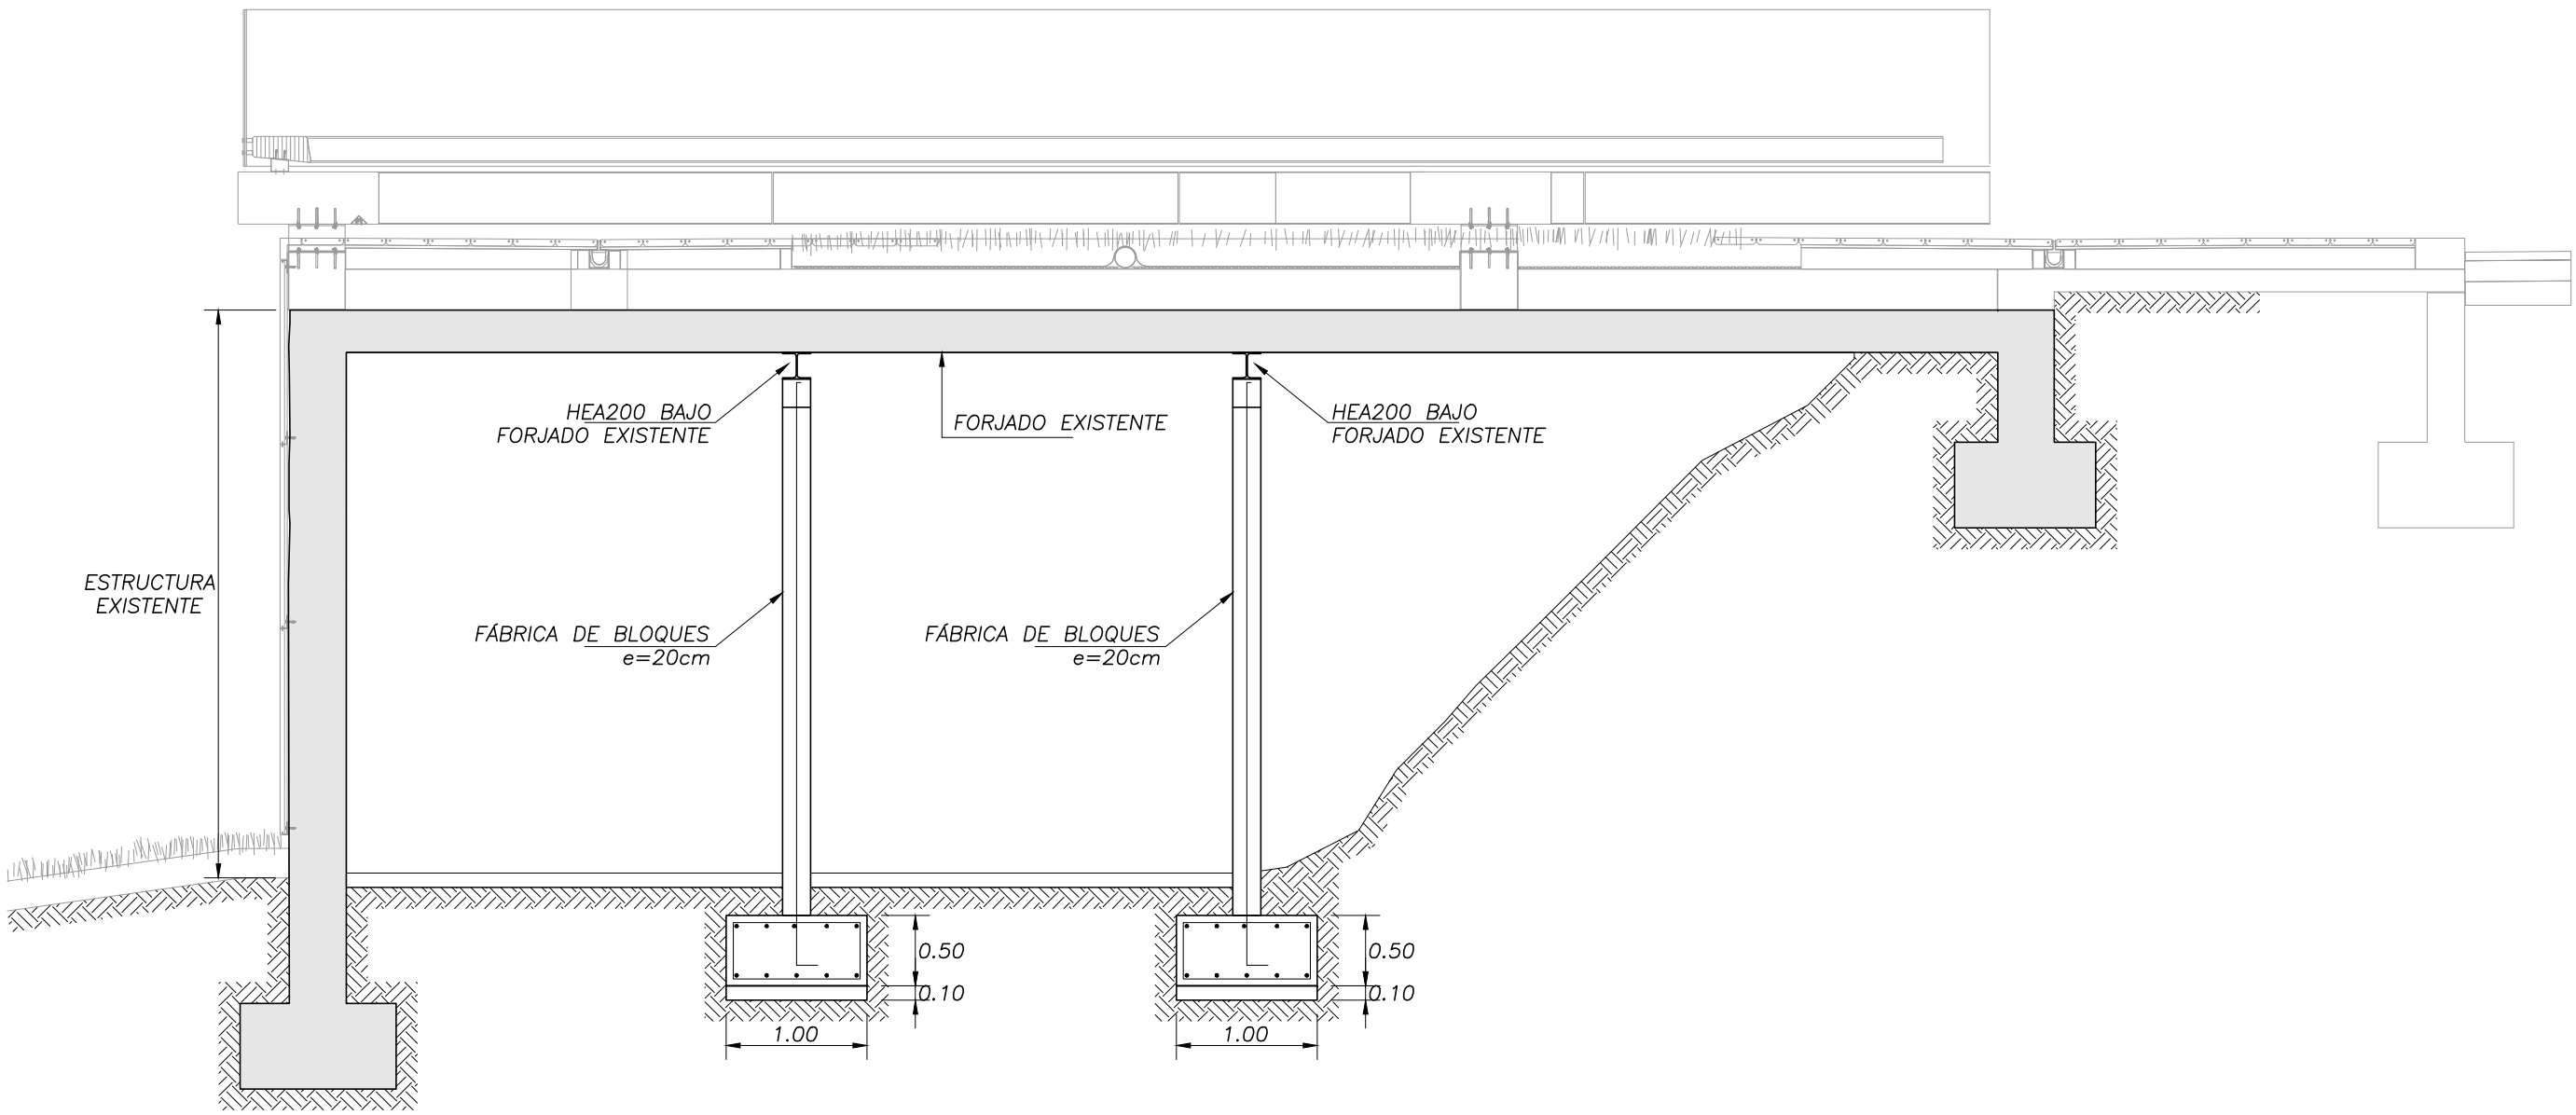 HEA200 BAJO
FORJADO EXISTENTE
FORJADO EXISTENTE
HEA200 BAJO
FORJADO EXISTENTE
ESTRUCTURA
EXISTENTE
FÁBRICA DE BLOQUES
e=20cm
FÁBRICA DE BLOQUES
e=20cm
0.50
0.10
1.00
0.50
0.10
1.00